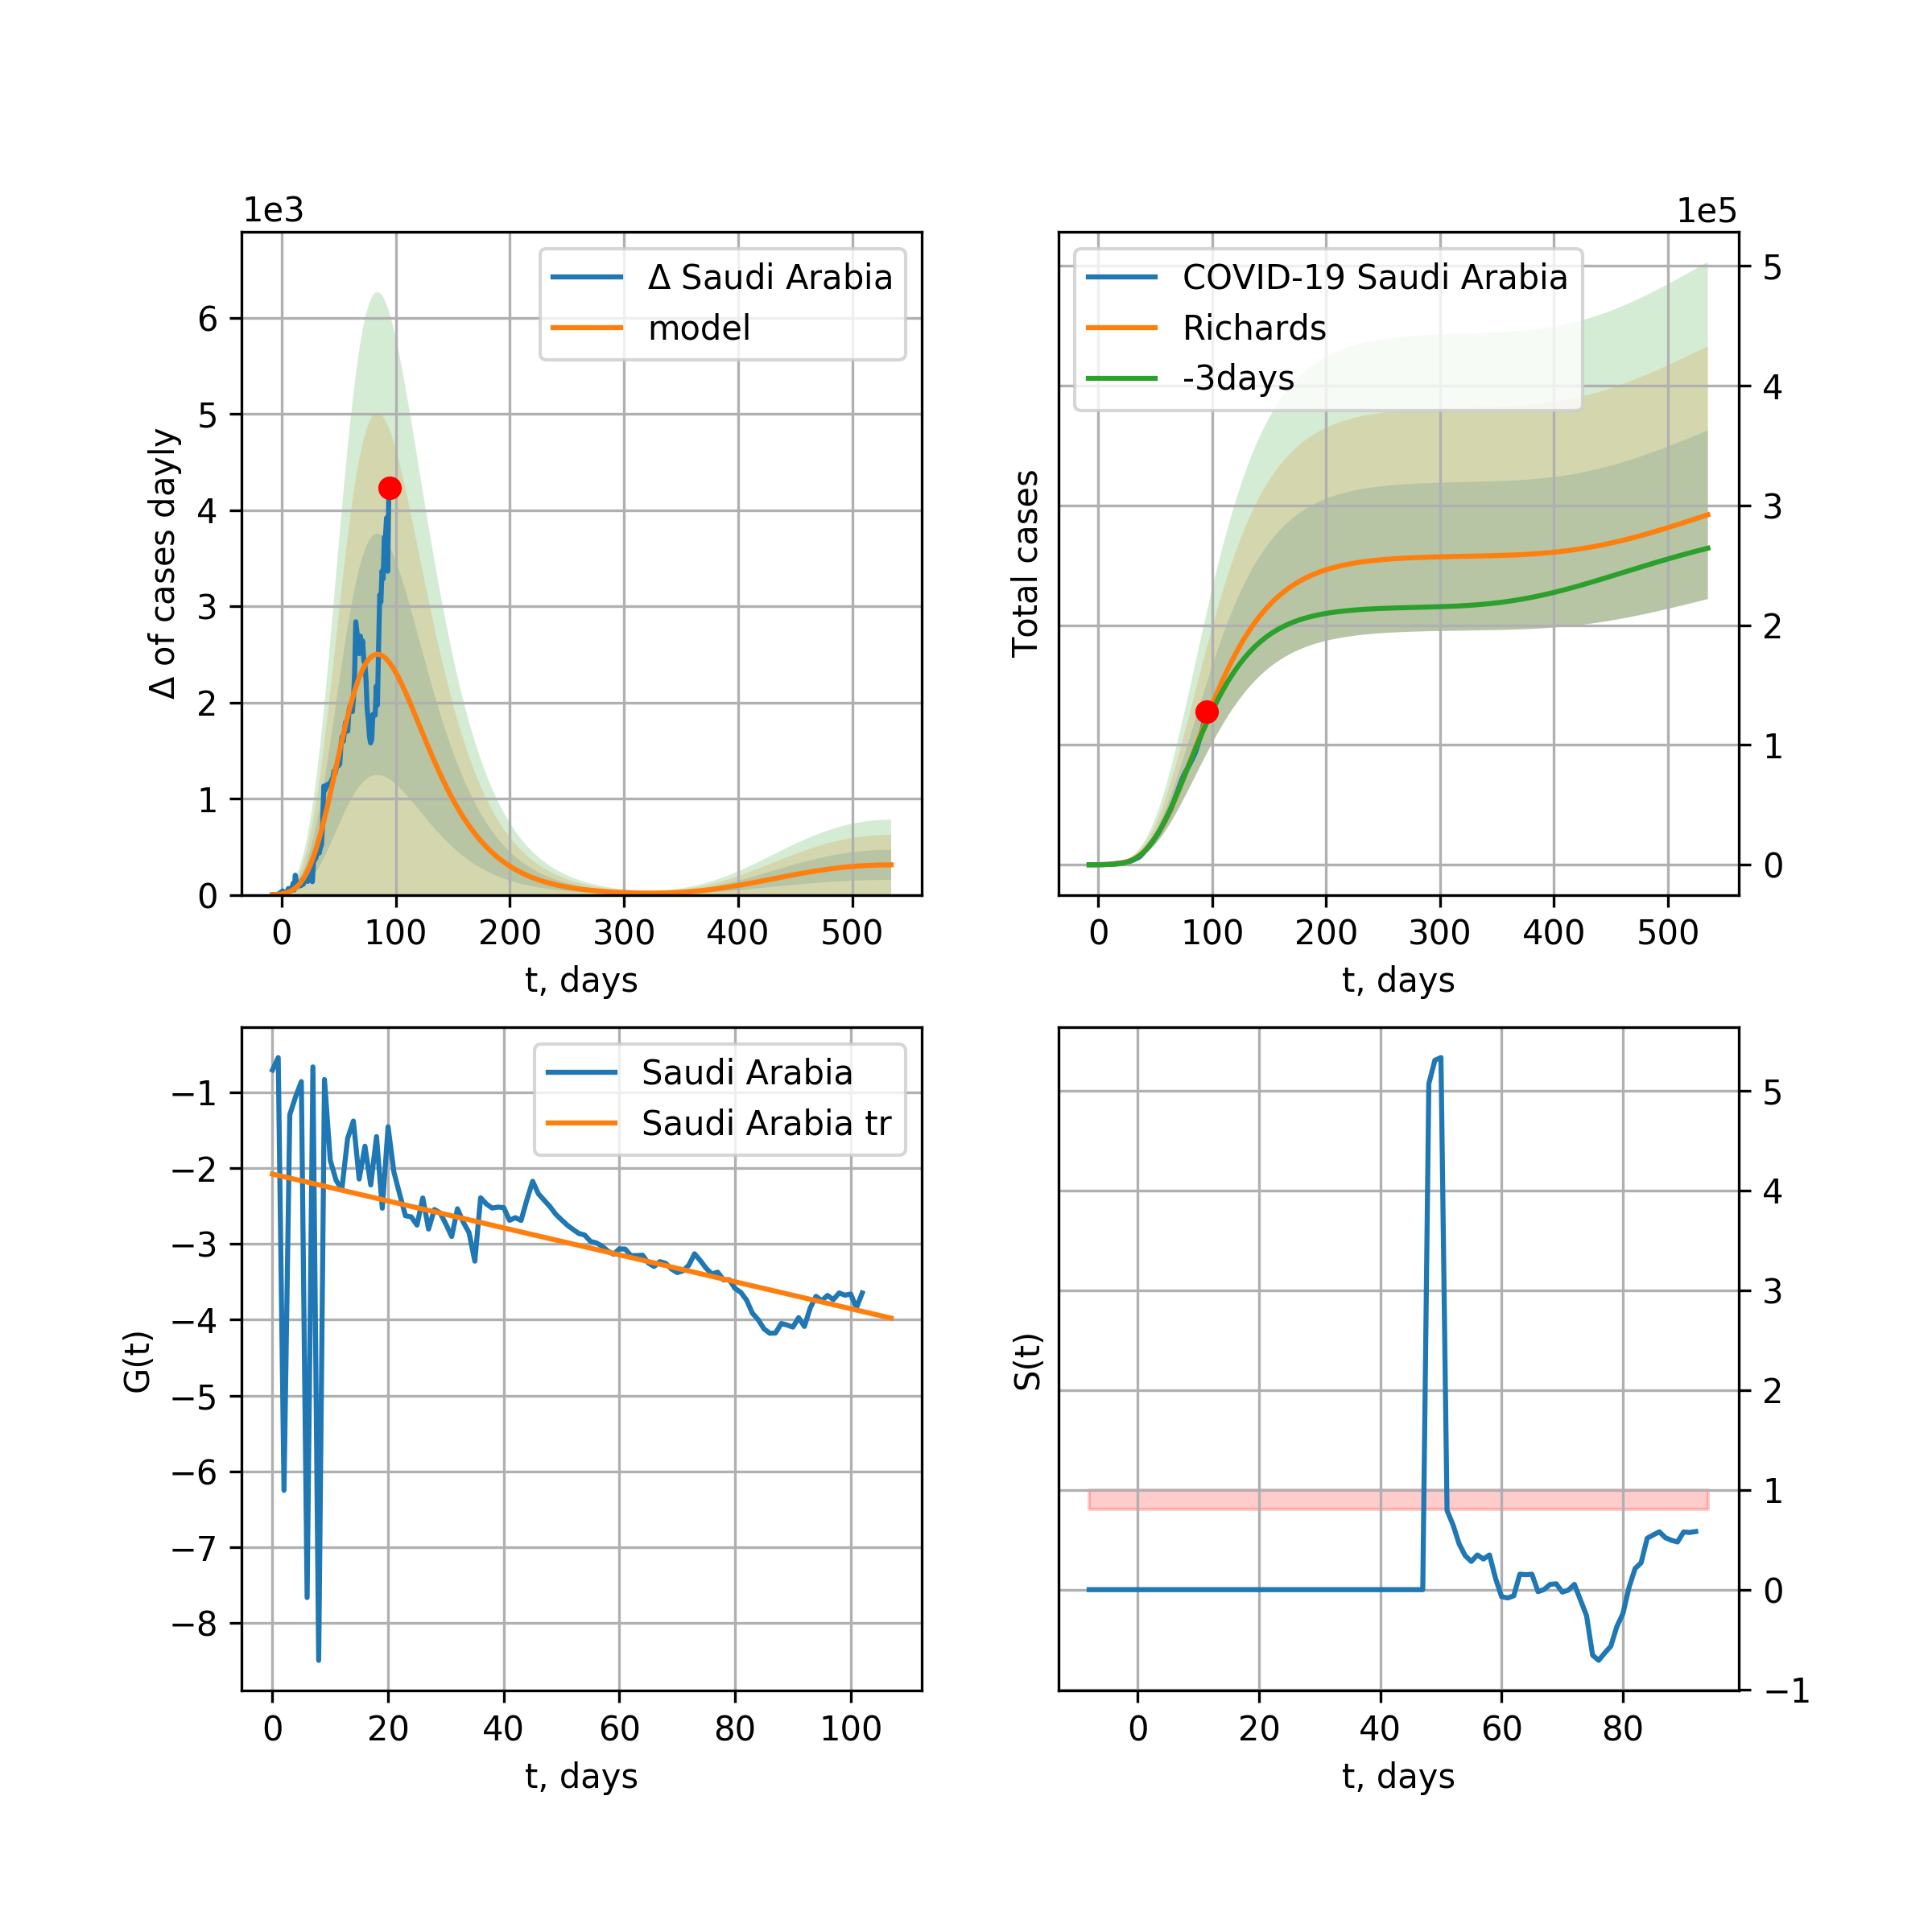 1e3
Δ of cases dayly
6
5
4
3
2
1
0
Δ Saudi Arabia
model
0 100 200 300 400 500
t, days
1e5
Total cases
COVID-19 Saudi Arabia
Richards
-3days
5
4
3
2
1
0
0 100 200 300 400 500
t, days
G(t)
−1
−2
−3
−4
−5
−6
−7
−8
Saudi Arabia
Saudi Arabia tr
0 20 40 60 80 100
t, days
S(t)
5
4
3
2
1
0
−1
0 20 40 60 80
t, days